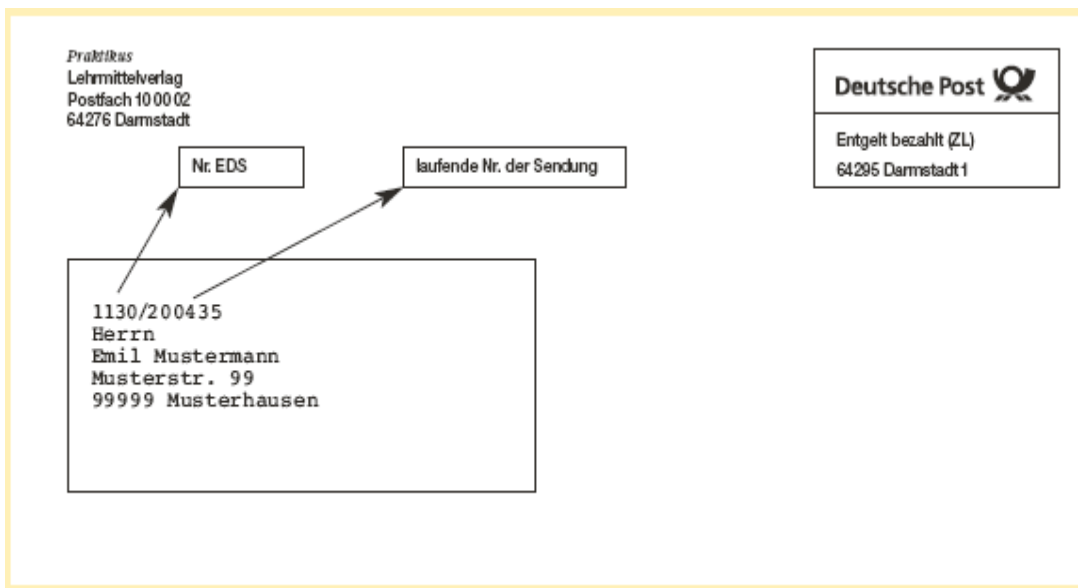 Praktikus
Lehrmittelverlag
Postfach 10 00 02
64276 Darmstadt
Deutsche Post
Entgelt bezahlt (ZL)
64295 Darmstadt 1
Nr. EDS
laufende Nr. der Sendung
1130/200435
Herrn
Emil Mustermann
Musterstr. 99
99999 Musterhausen